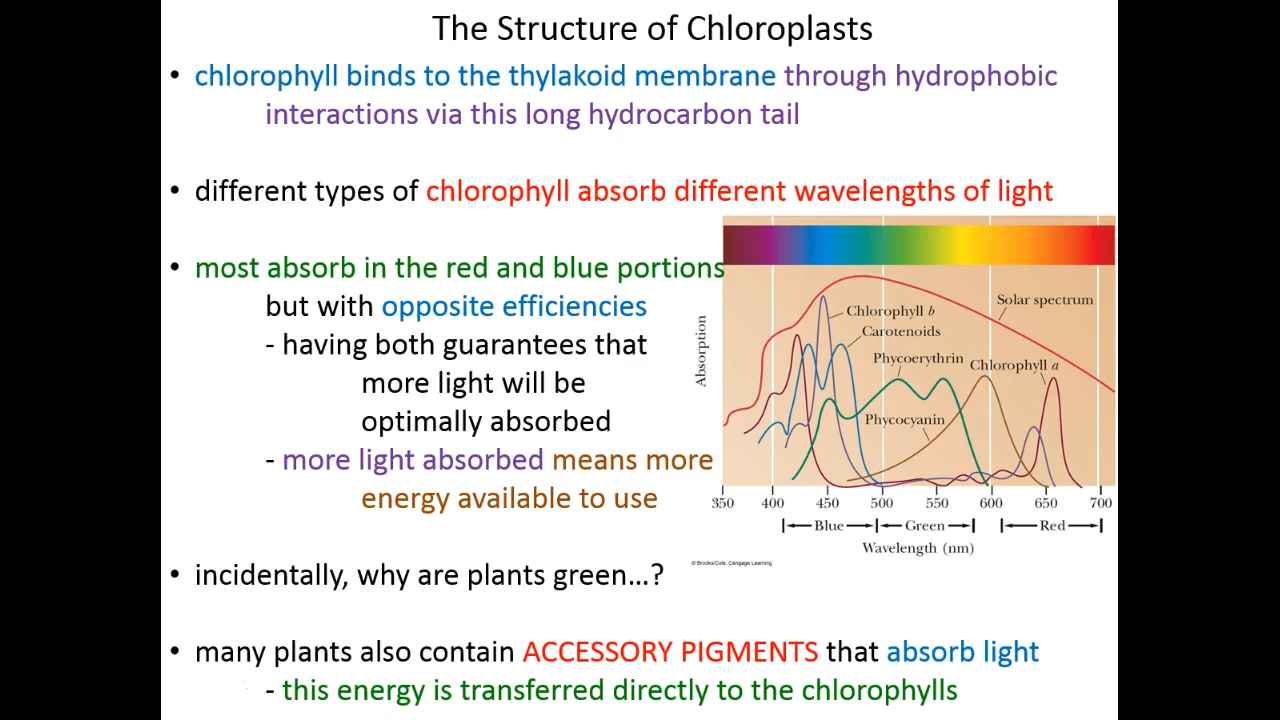 The Structure of Chloroplasts
• chlorophyll binds to the thylakoid membrane through hydrophobic
interactions via this long hydrocarbon tail
• different types of chlorophyll absorb different wavelengths of light
• most absorb in the red and blue portions
but with opposite efficiencies
- having both guarantees that
more light will be
optimally absorbed
- more light absorbed means more
energy available to use
Solar spectrum
Chlorophyll b
Carotenoids
Phycoerythrin
Chlorophyll a
Phycocyanin
Absorption
350 400 450 500 550 600 650 700
Blue Green Red
Wavelength (nm)
© Brooks/Cole, Cengage Learning
• incidentally, why are plants green...?
• many plants also contain ACCESSORY PIGMENTS that absorb light
- this energy is transferred directly to the chlorophylls